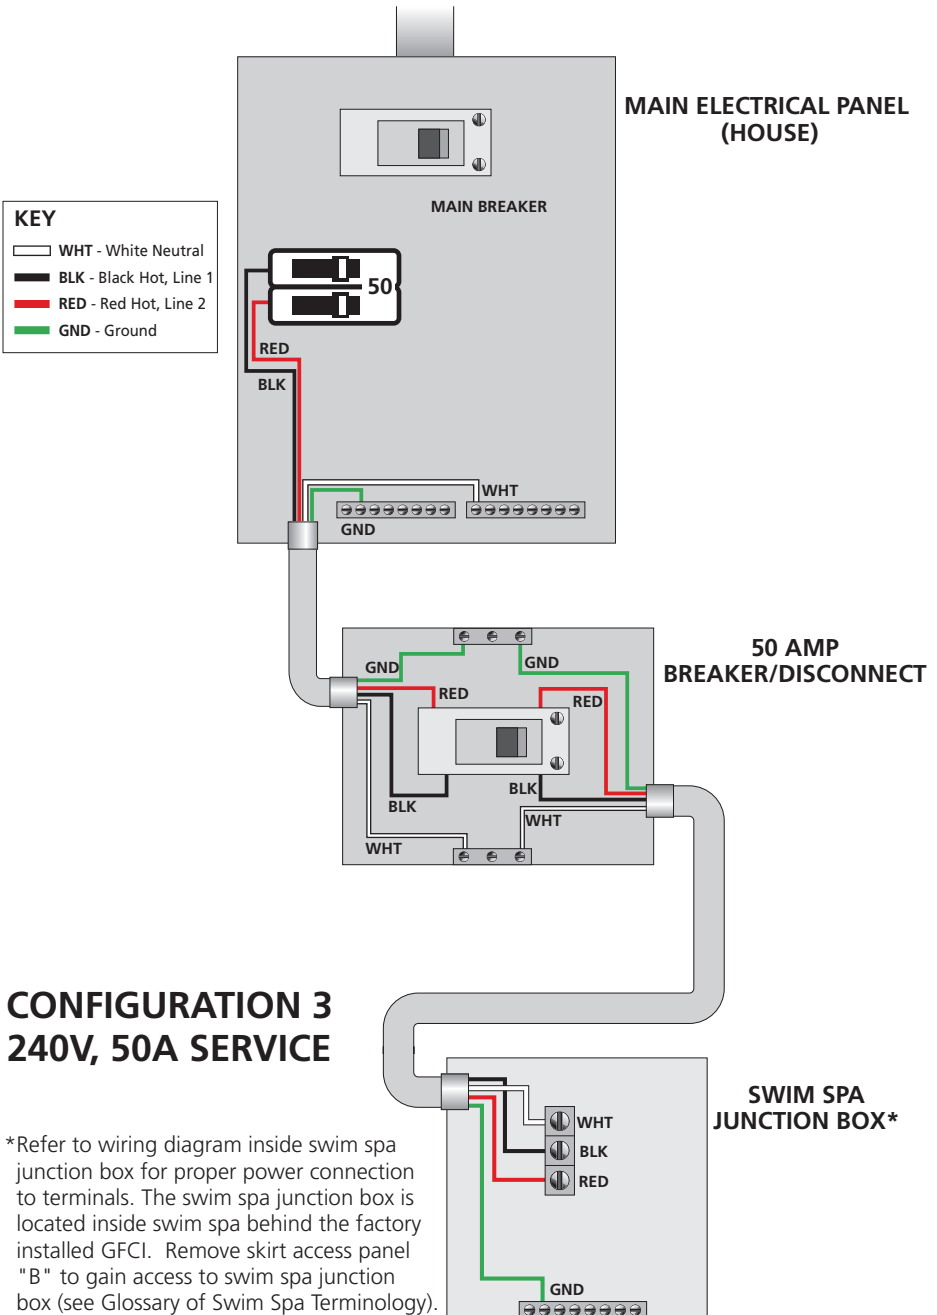 MAIN ELECTRICAL PANEL
(HOUSE)
MAIN BREAKER
KEY
WHT - White Neutral
BLK - Black Hot, Line 1
RED - Red Hot, Line 2
GND - Ground
50
RED
BLK
WHT
GND
50 AMP
BREAKER/DISCONNECT
GND
GND
RED
RED
BLK
BLK
WHT
WHT
CONFIGURATION 3
240V, 50A SERVICE
SWIM SPA
JUNCTION BOX*
WHT
BLK
RED
GND
*Refer to wiring diagram inside swim spa
junction box for proper power connection
to terminals. The swim spa junction box is
located inside swim spa behind the factory
installed GFCI. Remove skirt access panel
"B" to gain access to swim spa junction
box (see Glossary of Swim Spa Terminology).